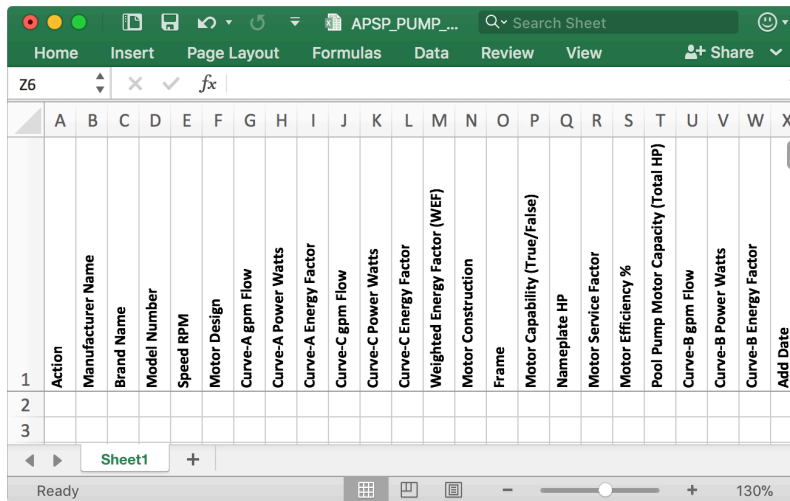 APSP_PUMP_... Search Sheet
Home Insert Page Layout Formulas Data Review View Share
Z6 fx
A B C D E F G H I J K L M N O P Q R S T U V W X
1
Action
Manufacturer Name
Brand Name
Model Number
Speed RPM
Motor Design
Curve-A gpm Flow
Curve-A Power Watts
Curve-A Energy Factor
Curve-C gpm Flow
Curve-C Power Watts
Curve-C Energy Factor
Weighted Energy Factor (WEF)
Motor Construction
Frame
Motor Capability (True/False)
Nameplate HP
Motor Service Factor
Motor Efficiency %
Pool Pump Motor Capacity (Total HP)
Curve-B gpm Flow
Curve-B Power Watts
Curve-B Energy Factor
Add Date
2
3
Sheet1 +
Ready 130%